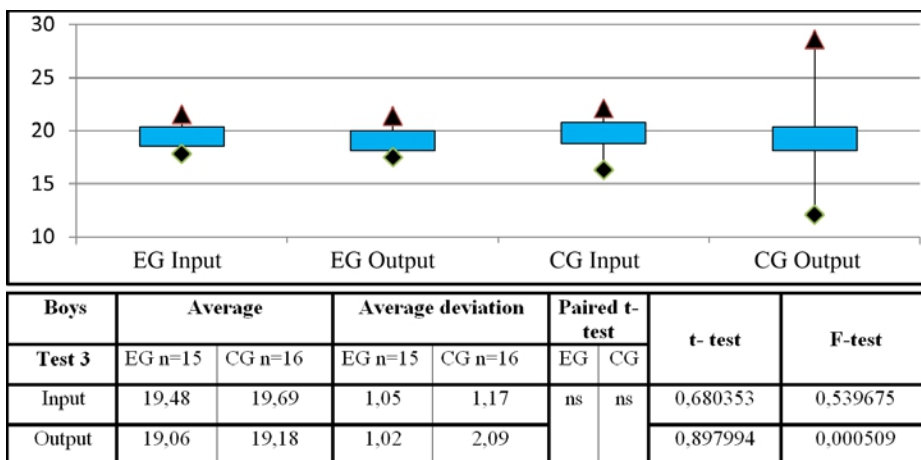 30
25
20
15
10
EG Input EG Output CG Input CG Output
Boys Average Average deviation Paired t-test t- test F-test
Test 3 EG n=15 CG n=16 EG n=15 CG n=16 EG CG
Input 19,48 19,69 1,05 1,17 ns ns 0,680353 0,539675
Output 19,06 19,18 1,02 2,09 0,897994 0,000509